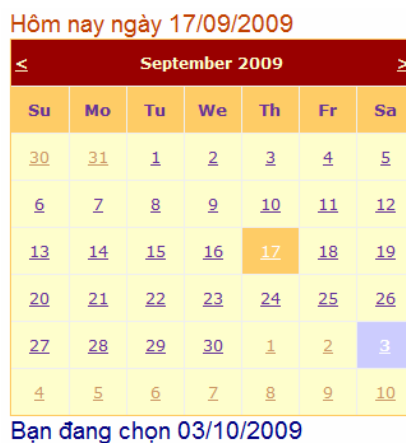 Hôm nay ngày 17/09/2009
< September 2009 >
Su Mo Tu We Th Fr Sa
30 31 1 2 3 4 5
6 7 8 9 10 11 12
13 14 15 16 17 18 19
20 21 22 23 24 25 26
27 28 29 30 1 2 3
4 5 6 7 8 9 10
Bạn đang chọn 03/10/2009